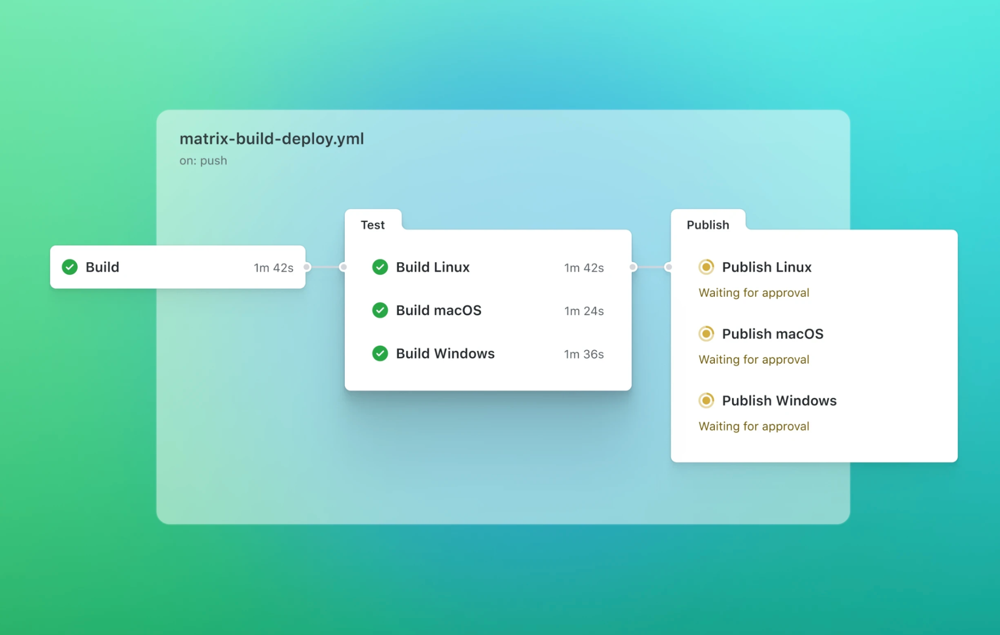 matrix-build-deploy.yml
on: push
Build 1m 42s
Test
Build Linux 1m 42s
Build macOS 1m 24s
Build Windows 1m 36s
Publish
Publish Linux
Waiting for approval
Publish macOS
Waiting for approval
Publish Windows
Waiting for approval